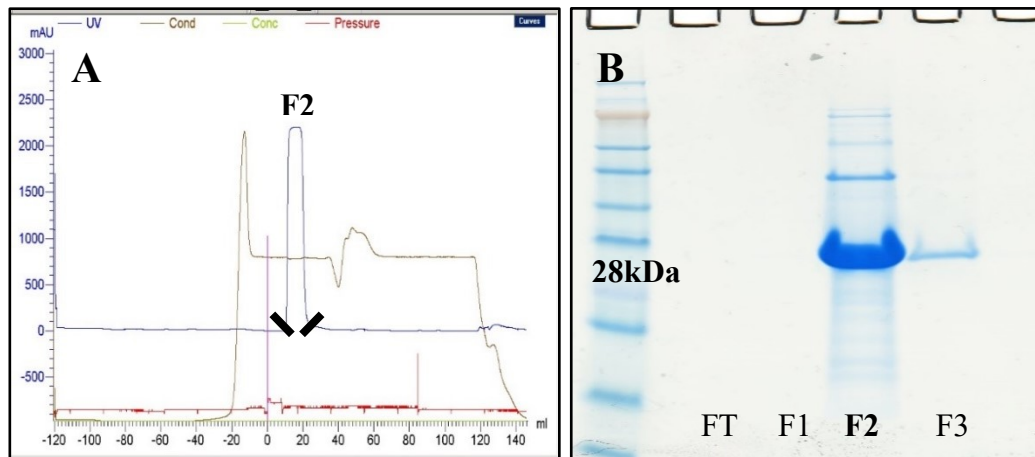 UV Cond Conc Pressure Curves
mAU
A
F2
3000
2500
2000
1500
1000
500
0
-500
-120 -100 -80 -60 -40 -20 0 20 40 60 80 100 120 140 ml
B
28kDa
FT F1 F2 F3